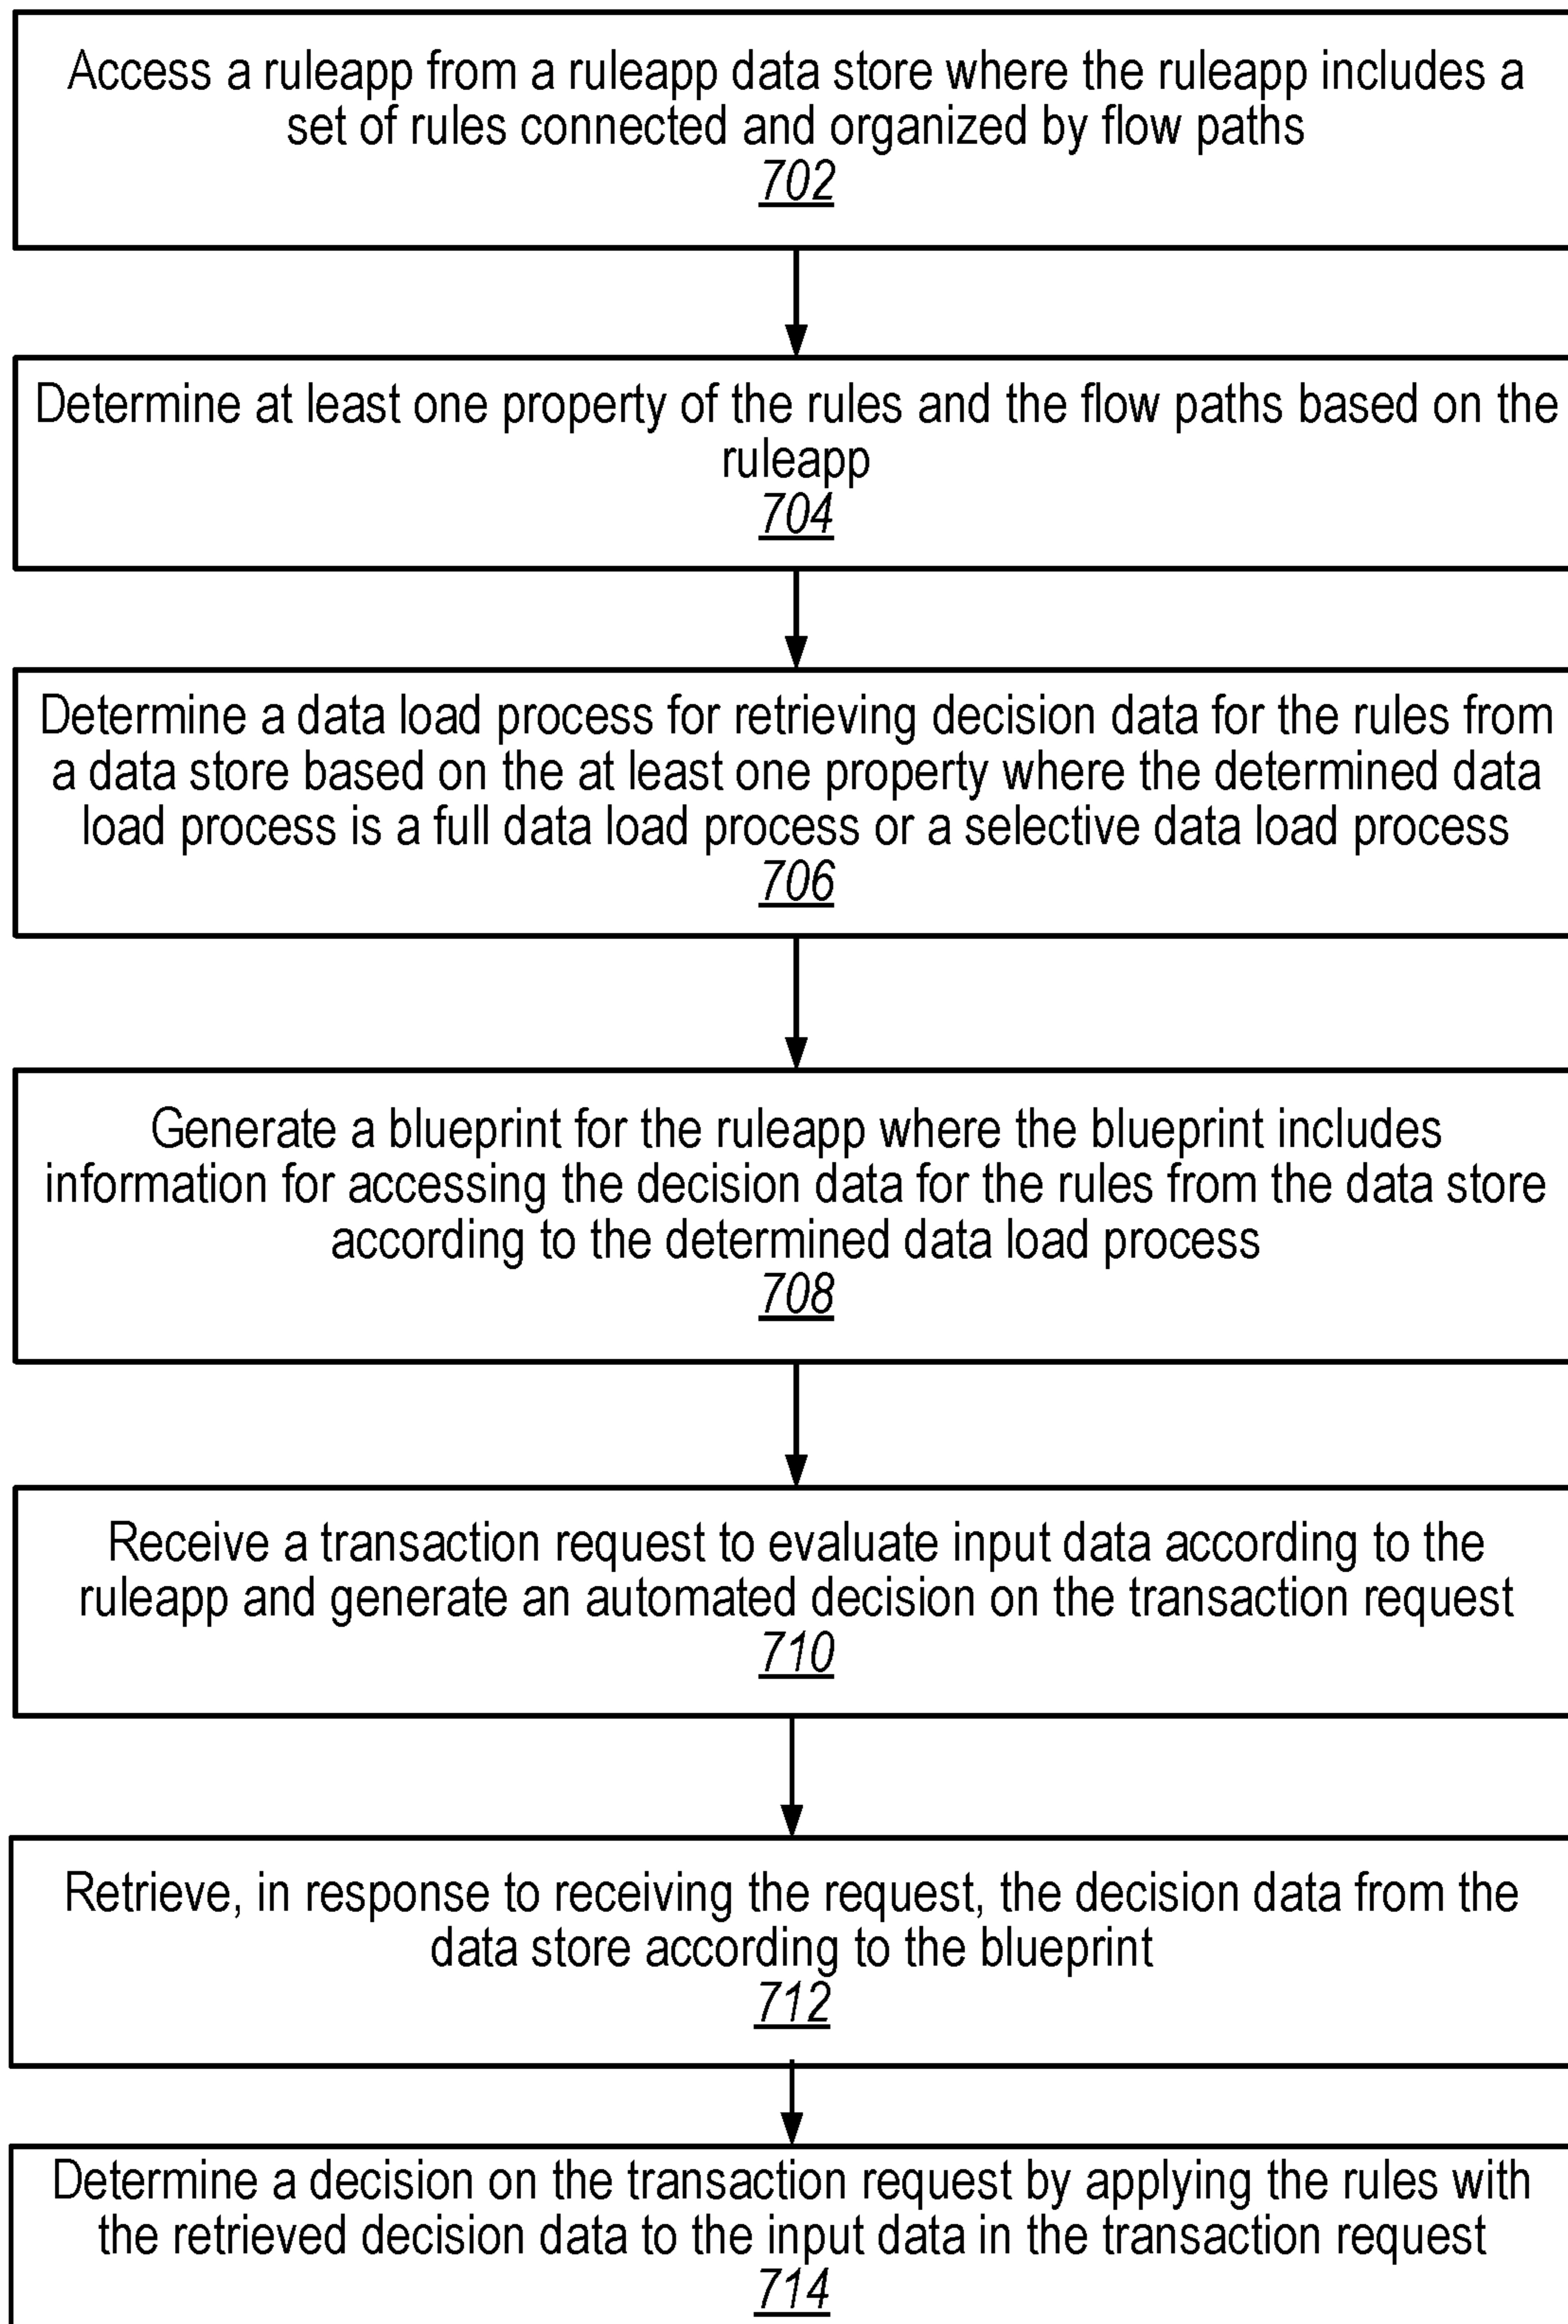 Access a ruleapp from a ruleapp data store where the ruleapp includes a
set of rules connected and organized by flow paths
702
Determine at least one property of the rules and the flow paths based on the
ruleapp
704
Determine a data load process for retrieving decision data for the rules from
a data store based on the at least one property where the determined data
load process is a full data load process or a selective data load process
706
Generate a blueprint for the ruleapp where the blueprint includes
information for accessing the decision data for the rules from the data store
according to the determined data load process
708
Receive a transaction request to evaluate input data according to the
ruleapp and generate an automated decision on the transaction request
710
Retrieve, in response to receiving the request, the decision data from the
data store according to the blueprint
712
Determine a decision on the transaction request by applying the rules with
the retrieved decision data to the input data in the transaction request
714